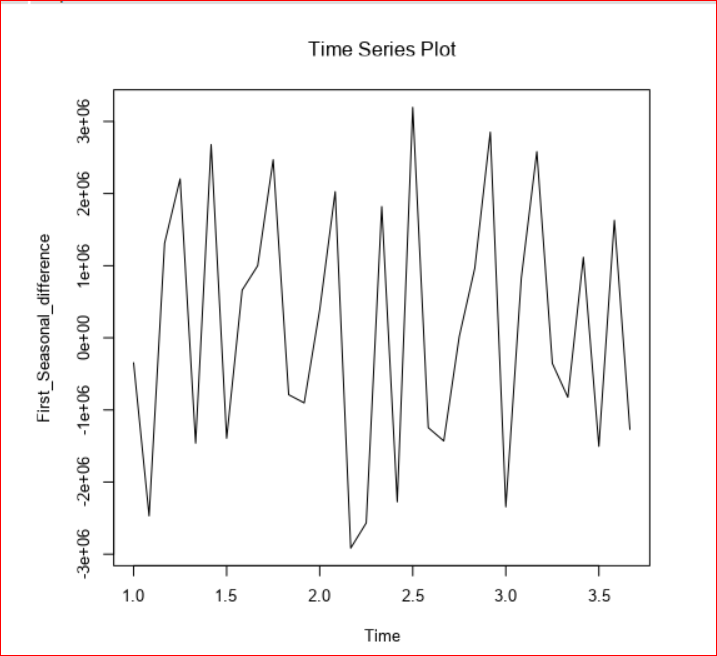 Time Series Plot
First_Seasonal_difference
3e+06
2e+06
1e+06
0e+00
-1e+06
-2e+06
-3e+06
1.0 1.5 2.0 2.5 3.0 3.5
Time